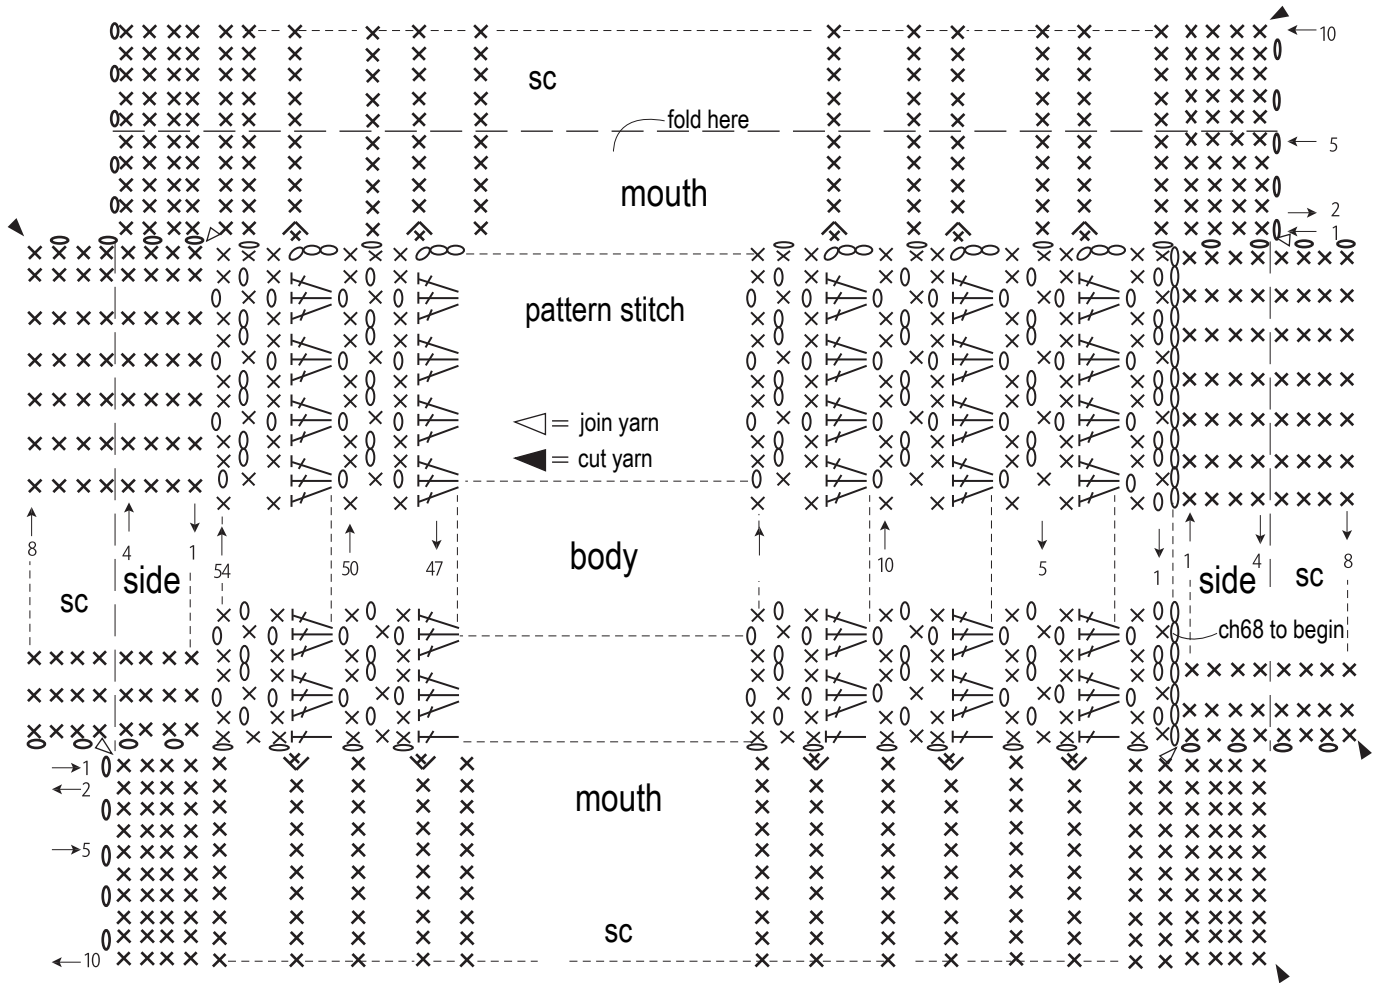 10
sc
fold here
5
mouth
2
1
pattern stitch
= join yarn
= cut yarn
8
4
1
54
50
47
body
10
5
1
1
4
8
sc
side
side
sc
ch68 to begin
1
2
mouth
5
sc
10